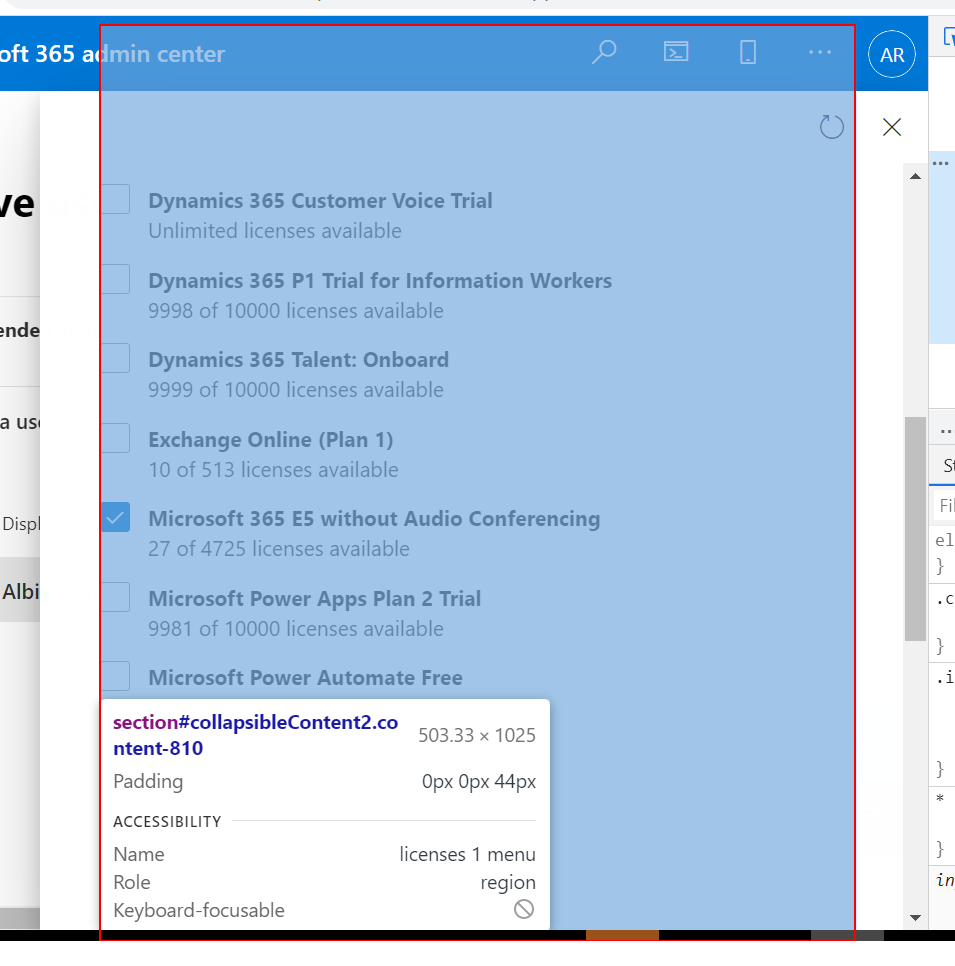 oft 365 admin center
AR
ve
Dynamics 365 Customer Voice Trial
Unlimited licenses available
Dynamics 365 P1 Trial for Information Workers
9998 of 10000 licenses available
ende
Dynamics 365 Talent: Onboard
9999 of 10000 licenses available
a use
Exchange Online (Plan 1)
10 of 513 licenses available
St
Fil
Displ
Microsoft 365 E5 without Audio Conferencing
27 of 4725 licenses available
el
}
Albi
Microsoft Power Apps Plan 2 Trial
9981 of 10000 licenses available
.c
}
Microsoft Power Automate Free
.i
section#collapsibleContent2.co
ntent-810
503.33 × 1025
Padding 0px 0px 44px
}
*
ACCESSIBILITY
Name licenses 1 menu
}
Role region
in
Keyboard-focusable